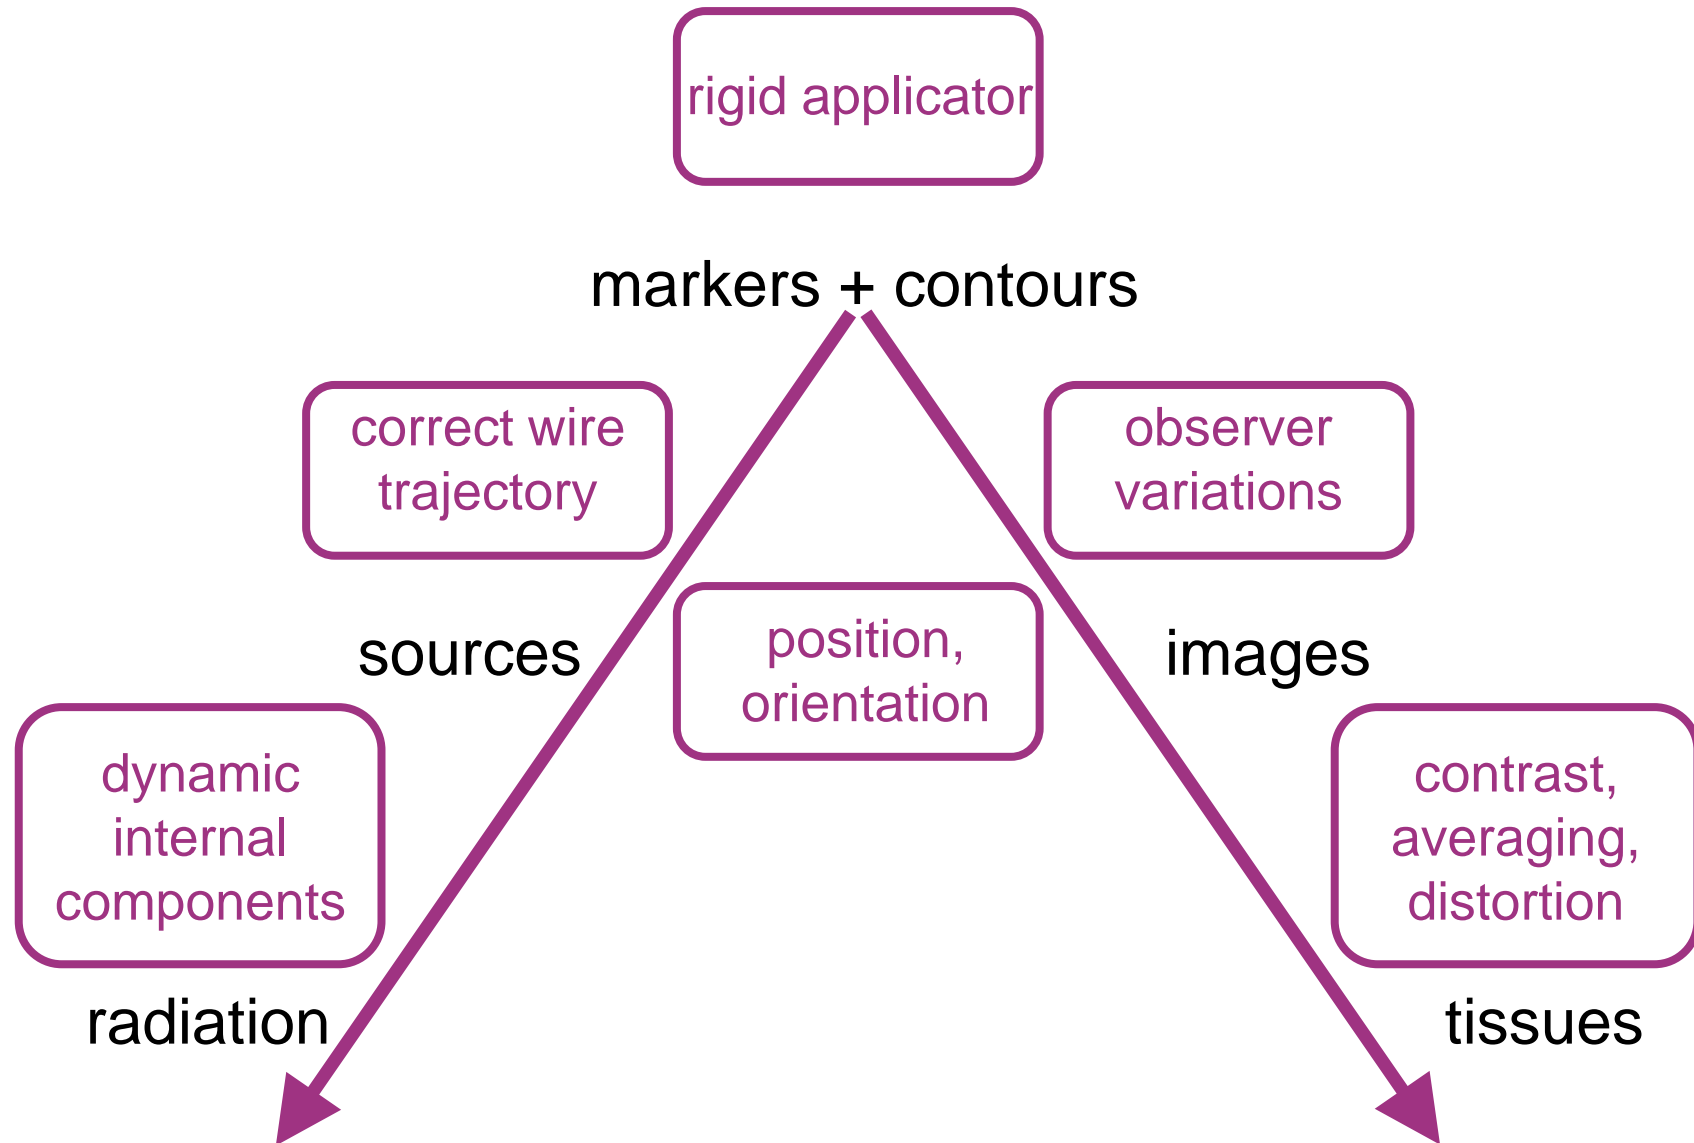 rigid applicator
markers + contours
correct wire
trajectory
observer
variations
sources
position,
orientation
images
dynamic
internal
components
contrast,
averaging,
distortion
radiation
tissues